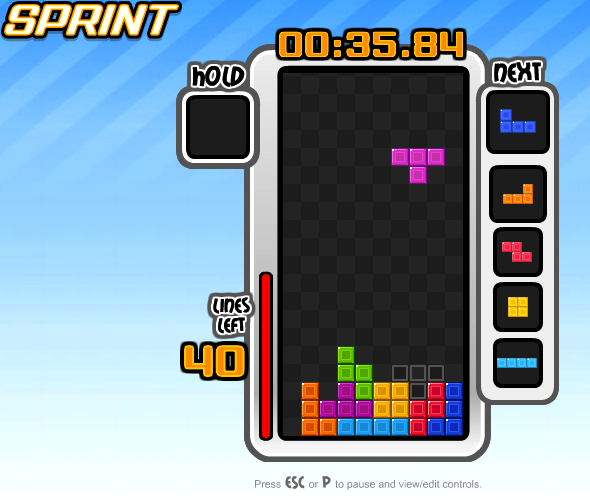 SPRINT
00:35.84
HOLD
NEXT
LINES
LEFT
40
Press ESC or P to pause and view/edit controls.